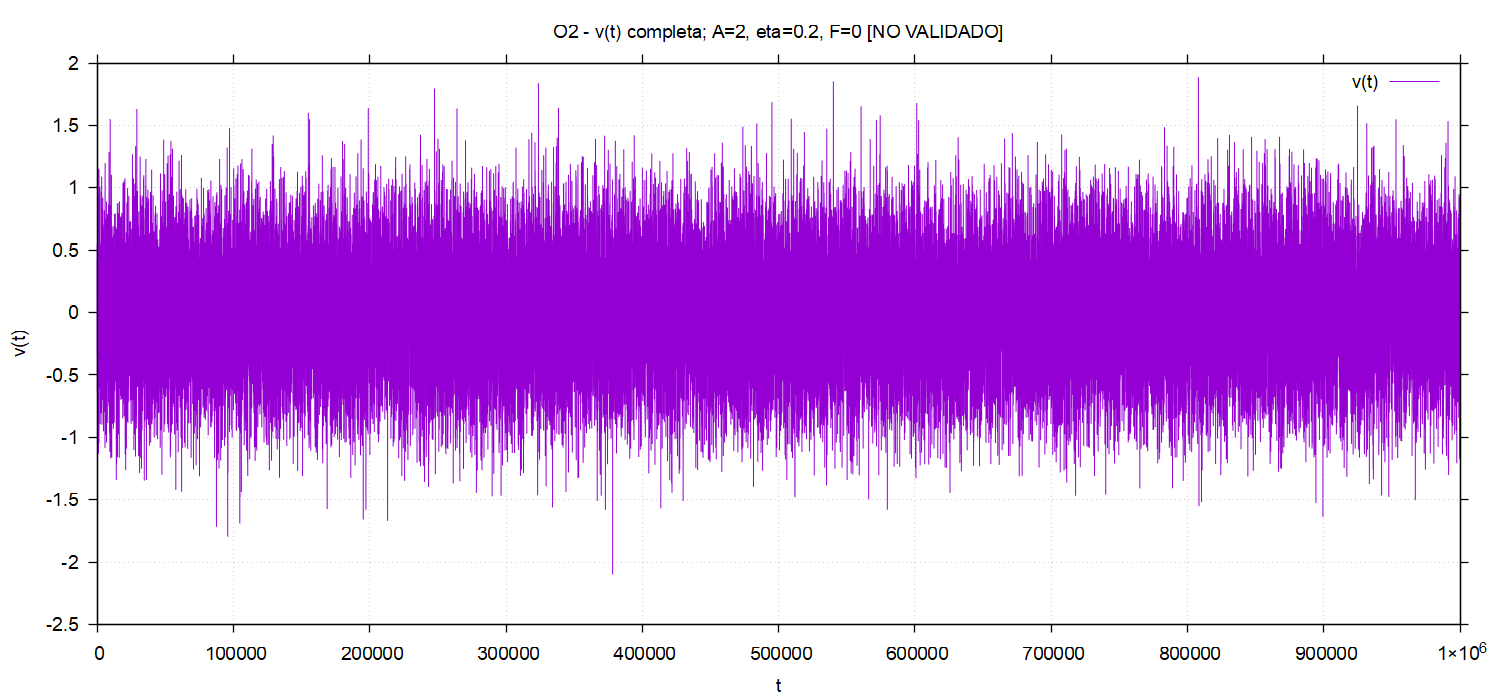 O2 - v(t) completa; A=2, eta=0.2, F=0 [NO VALIDADO]
v(t)
2
1.5
1
0.5
0
-0.5
-1
-1.5
-2
-2.5
v(t)
0 100000 200000 300000 400000 500000 600000 700000 800000 900000 1×10⁶
t